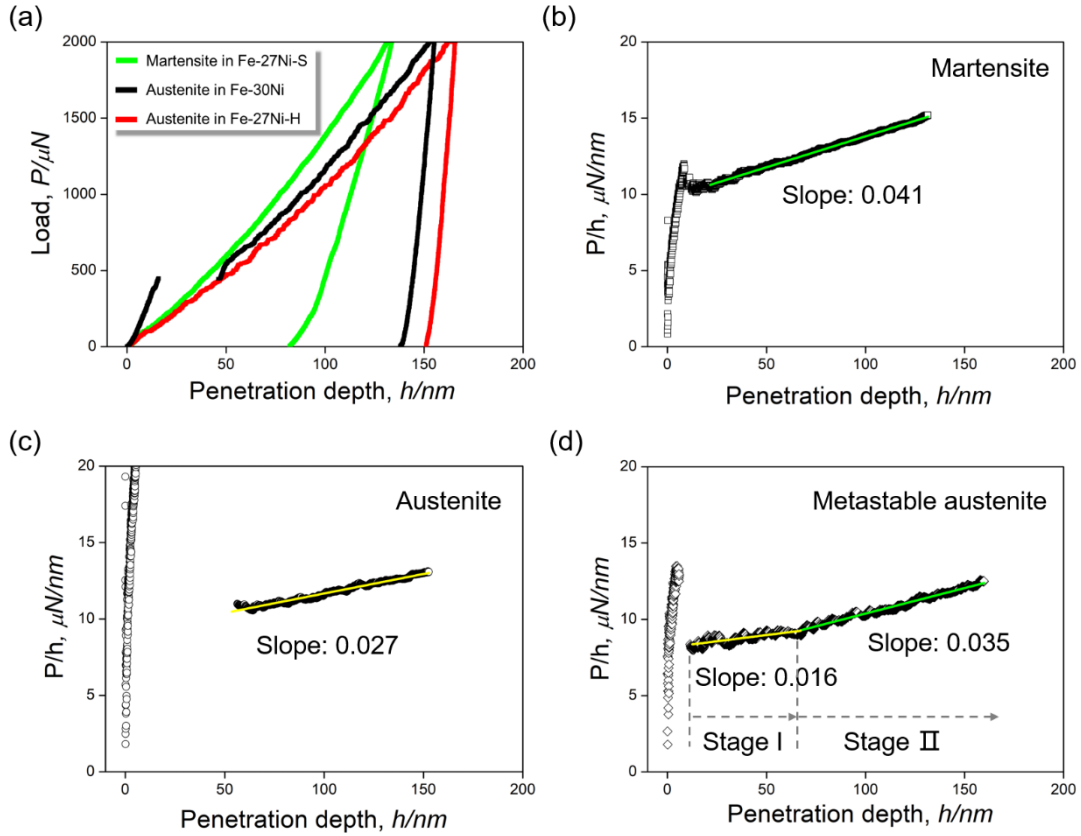 (a)
2000
1500
1000
500
0
Load, P/μN
Martensite in Fe-27Ni-S
Austenite in Fe-30Ni
Austenite in Fe-27Ni-H
0 50 100 150 200
Penetration depth, h/nm
(b)
20
15
10
5
0
P/h, μN/nm
Martensite
Slope: 0.041
0 50 100 150 200
Penetration depth, h/nm
(c)
20
15
10
5
0
P/h, μN/nm
Austenite
Slope: 0.027
0 50 100 150 200
Penetration depth, h/nm
(d)
20
15
10
5
0
P/h, μN/nm
Metastable austenite
Slope: 0.035
Slope: 0.016
Stage Ⅰ Stage Ⅱ
0 50 100 150 200
Penetration depth, h/nm